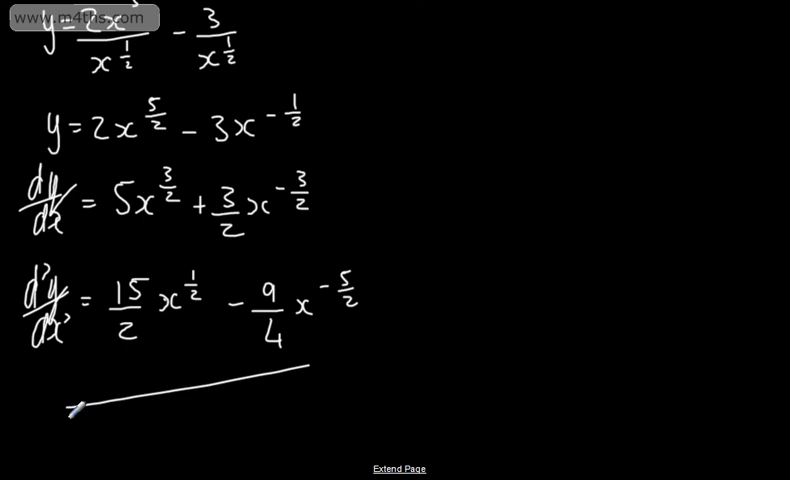 www.m4ths.com
y = 2x³/x^(1/2) - 3/x^(1/2)
y = 2x^(5/2) - 3x^(-1/2)
dy/dx = 5x^(3/2) + 3/2 x^(-3/2)
d²y/dx² = 15/2 x^(1/2) - 9/4 x^(-5/2)
Extend Page